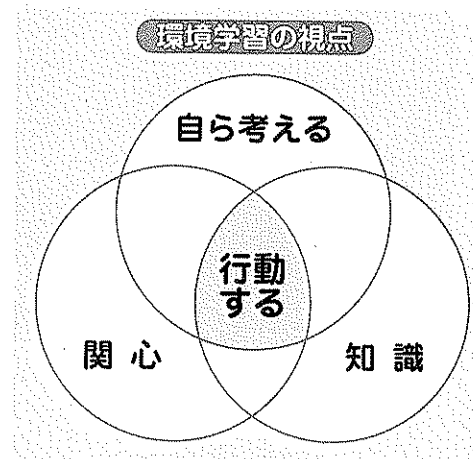 環境学習の視点
自ら考える
行動
する
関 心
知 識